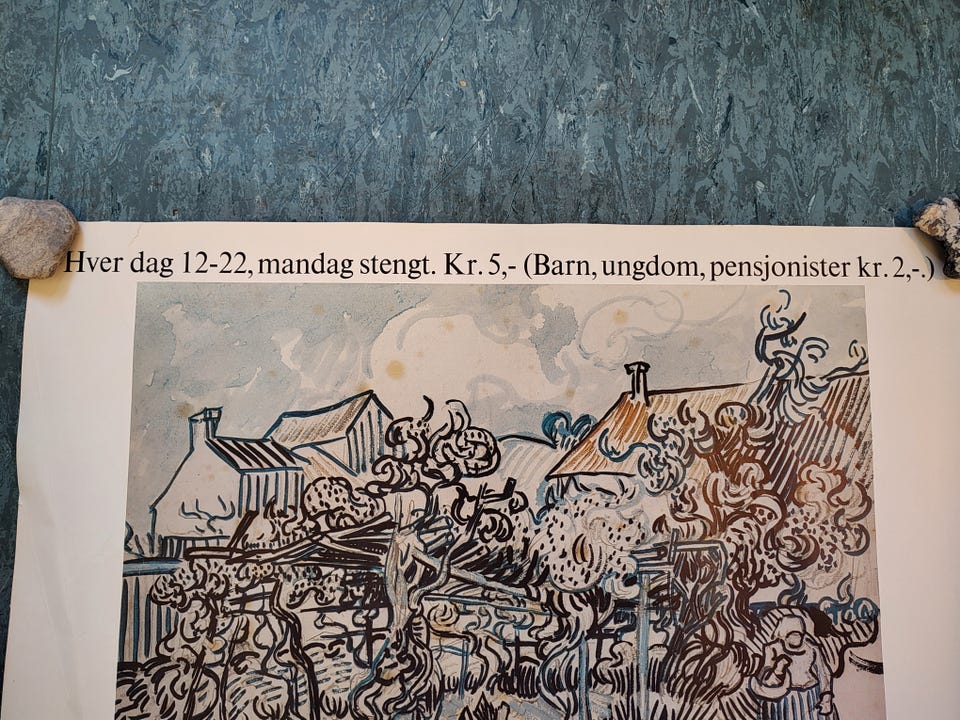 Hver dag 12-22, mandag stengt. Kr. 5,- (Barn, ungdom, pensjonister kr. 2,-.)